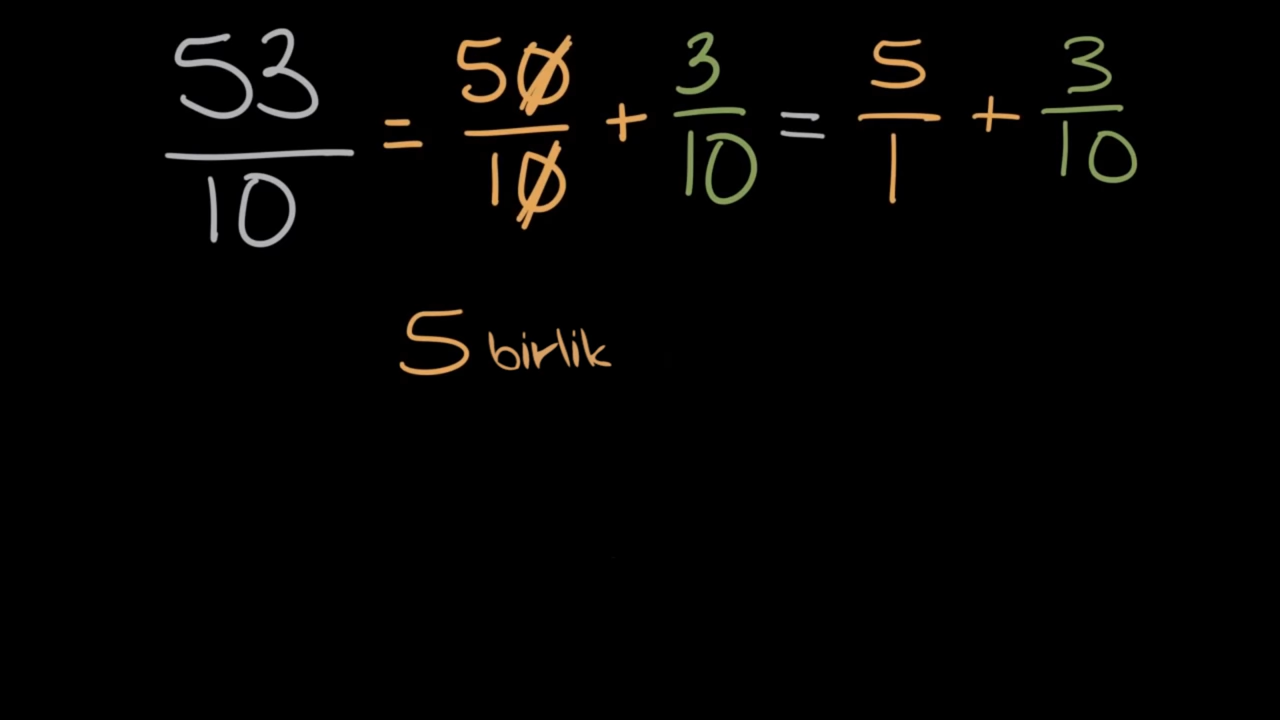 53/10 = 50/10 + 3/10 = 5/1 + 3/10
5 birlik